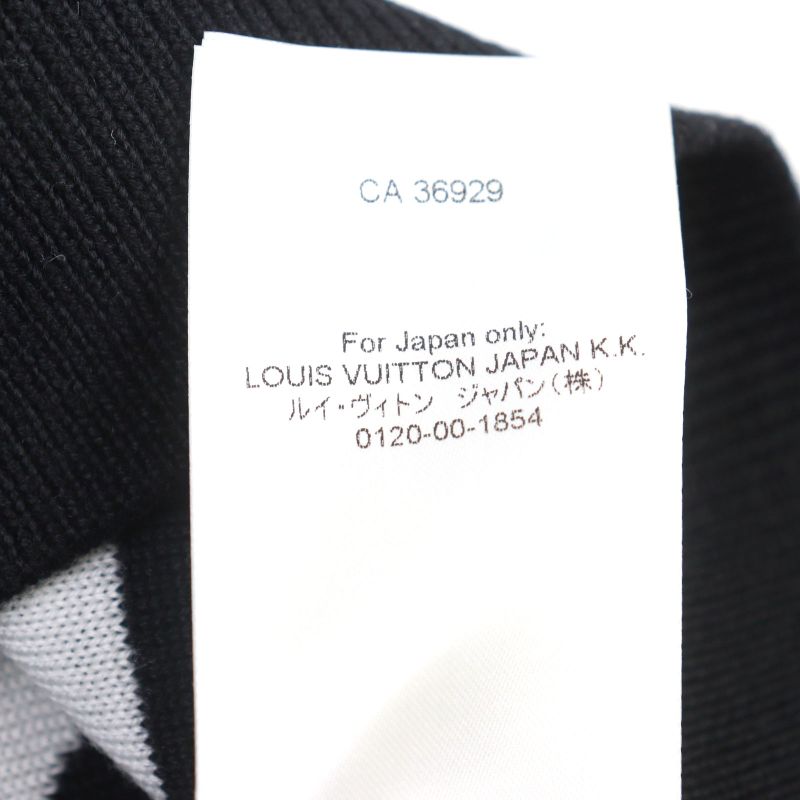 CA 36929
For Japan only:
LOUIS VUITTON JAPAN K.K.
ルイ・ヴィトン ジャパン(株)
0120-00-1854